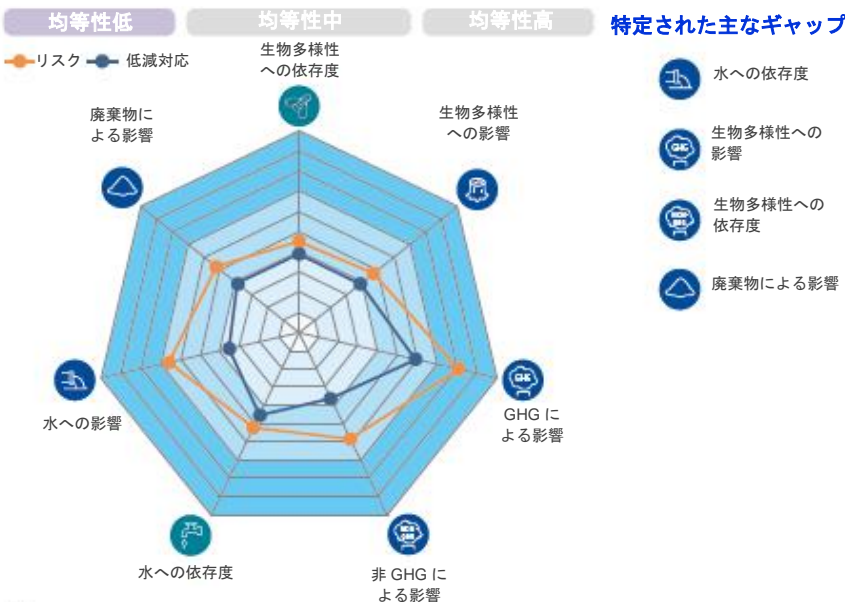 均等性低
均等性中
均等性高
特定された主なギャップ
リスク
低減対応
生物多様性
への依存度
生物多様性
への影響
GHG に
よる影響
非 GHG に
よる影響
水への依存度
水への影響
廃棄物に
よる影響
GHG
水への依存度
GHG
生物多様性への
影響
生物多様性への
依存度
廃棄物による影響